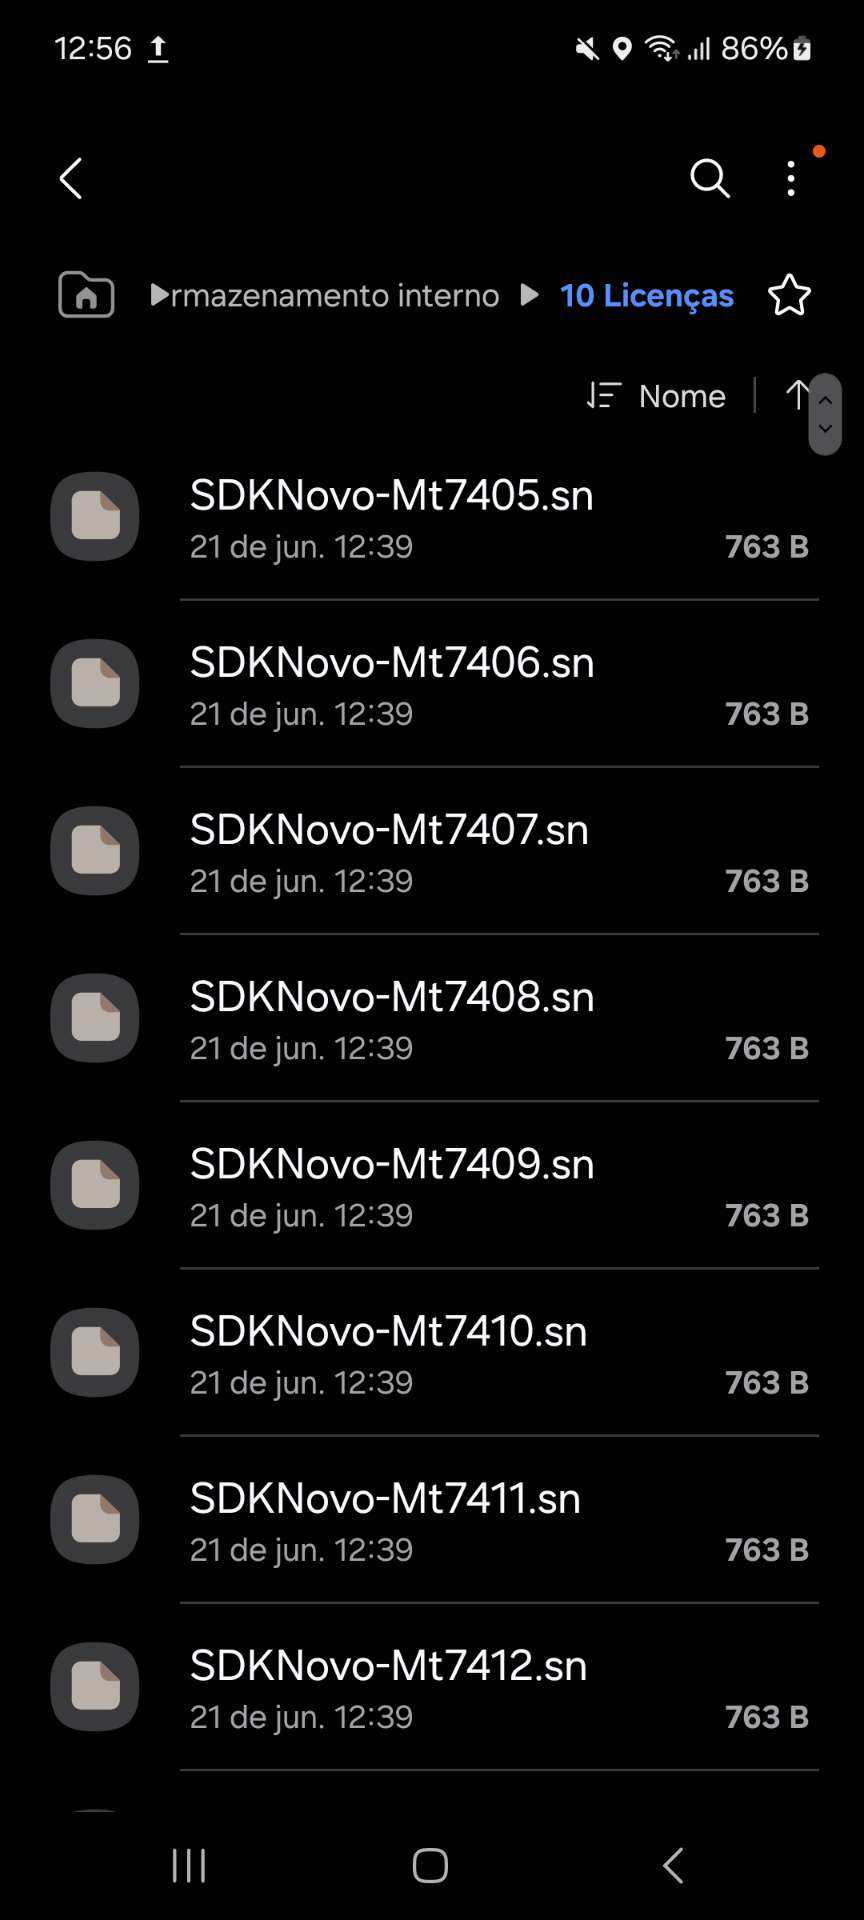 12:56 86%
rmazenamento interno 10 Licenças
Nome
SDKNovo-Mt7405.sn
21 de jun. 12:39 763 B
SDKNovo-Mt7406.sn
21 de jun. 12:39 763 B
SDKNovo-Mt7407.sn
21 de jun. 12:39 763 B
SDKNovo-Mt7408.sn
21 de jun. 12:39 763 B
SDKNovo-Mt7409.sn
21 de jun. 12:39 763 B
SDKNovo-Mt7410.sn
21 de jun. 12:39 763 B
SDKNovo-Mt7411.sn
21 de jun. 12:39 763 B
SDKNovo-Mt7412.sn
21 de jun. 12:39 763 B